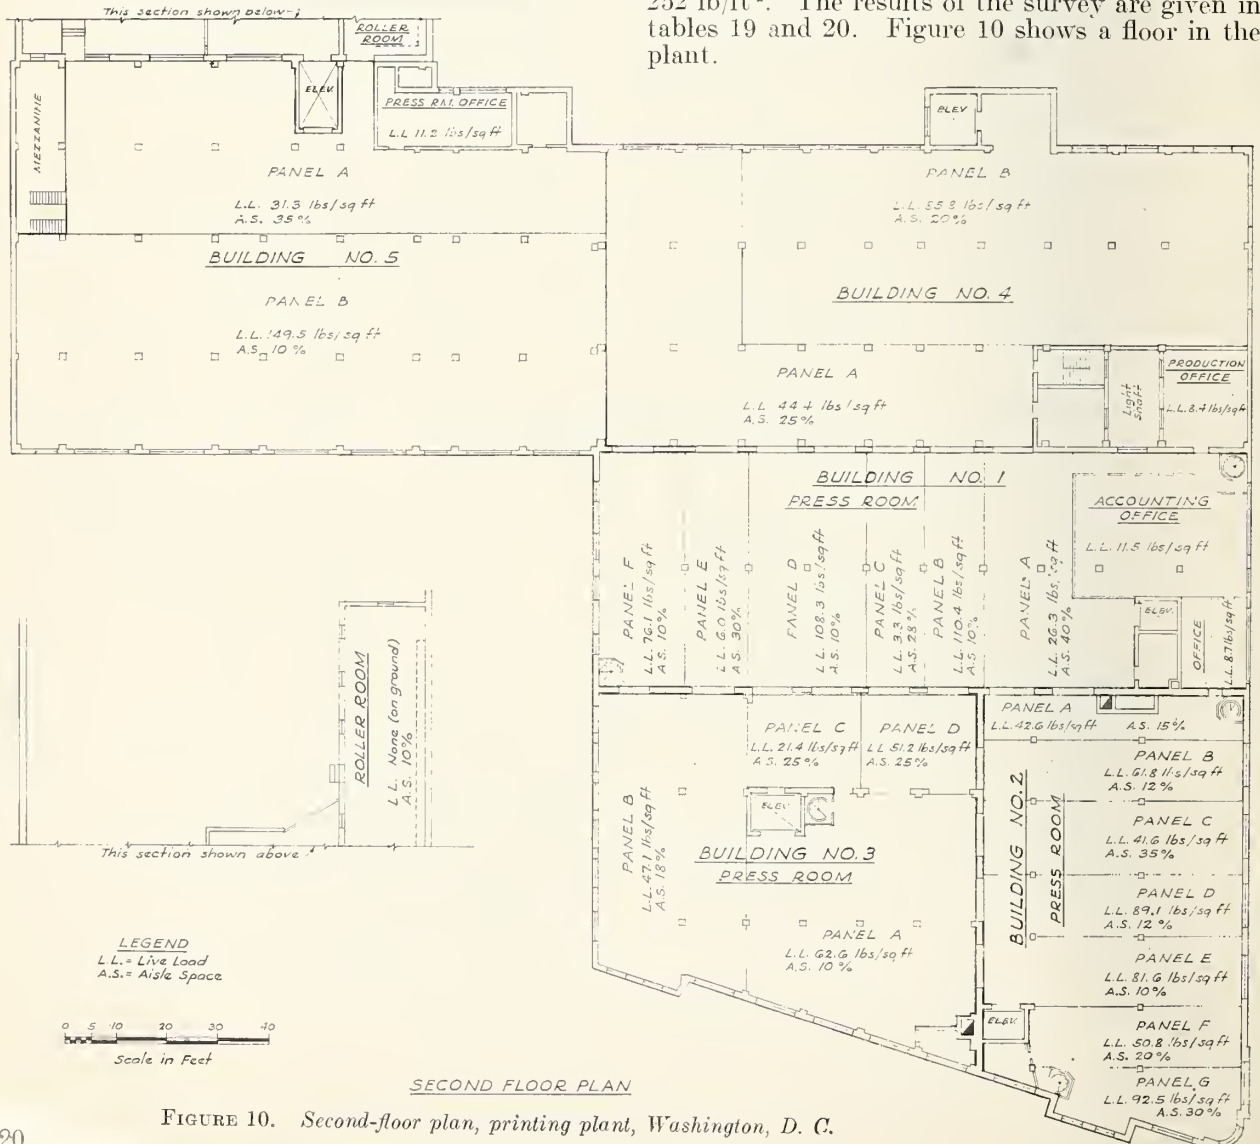 252 lb/ft². The results of the survey are given in
tables 19 and 20. Figure 10 shows a floor in the
plant.
This section shown below
ROLLER
ROOM
MEZZANINE
ELEV.
PRESS RM. OFFICE
L.L 11.2 lbs/sq ft
PANEL A
L.L. 31.3 lbs/sq ft
A.S. 35%
BUILDING NO. 5
PANEL B
L.L. 149.5 lbs/sq ft
A.S. 10%
ELEV
PANEL B
L.L. 55.8 lbs/sq ft
A.S. 20%
BUILDING NO. 4
PANEL A
L.L. 44.4 lbs/sq ft
A.S. 25%
Light
Shaft
PRODUCTION
OFFICE
L.L. 8.4 lbs/sq ft
BUILDING NO. 1
PRESS ROOM
PANEL F
L.L. 76.1 lbs/sq ft
A.S. 10%
PANEL E
L.L. 6.0 lbs/sq ft
A.S. 30%
PANEL D
L.L. 108.3 lbs/sq ft
A.S. 10%
PANEL C
L.L. 3.3 lbs/sq ft
A.S. 28%
PANEL B
L.L. 110.4 lbs/sq ft
A.S. 10%
PANEL A
L.L. 26.3 lbs/sq ft
A.S. 40%
ACCOUNTING
OFFICE
L.L. 11.5 lbs/sq ft
ELEV.
OFFICE
L.L. 8.7 lbs/sq ft
ROLLER ROOM
L.L. None (on ground)
A.S. 10%
This section shown above
PANEL C
L.L. 21.4 lbs/sq ft
A.S. 25%
PANEL D
L.L. 51.2 lbs/sq ft
A.S. 25%
PANEL B
L.L. 47.1 lbs/sq ft
A.S. 18%
ELEV
BUILDING NO. 3
PRESS ROOM
PANEL A
L.L. 62.6 lbs/sq ft
A.S. 10%
PANEL A
L.L. 42.6 lbs/sq ft A.S. 15%
BUILDING NO. 2
PRESS ROOM
PANEL B
L.L. 61.8 lbs/sq ft
A.S. 12%
PANEL C
L.L. 41.6 lbs/sq ft
A.S. 35%
PANEL D
L.L. 89.1 lbs/sq ft
A.S. 12%
PANEL E
L.L. 81.6 lbs/sq ft
A.S. 10%
ELEV.
PANEL F
L.L. 50.8 lbs/sq ft
A.S. 20%
PANEL G
L.L. 92.5 lbs/sq ft
A.S. 30%
LEGEND
L.L. = Live Load
A.S. = Aisle Space
0 5 10 20 30 40
Scale in Feet
SECOND FLOOR PLAN
FIGURE 10. Second-floor plan, printing plant, Washington, D. C.
20